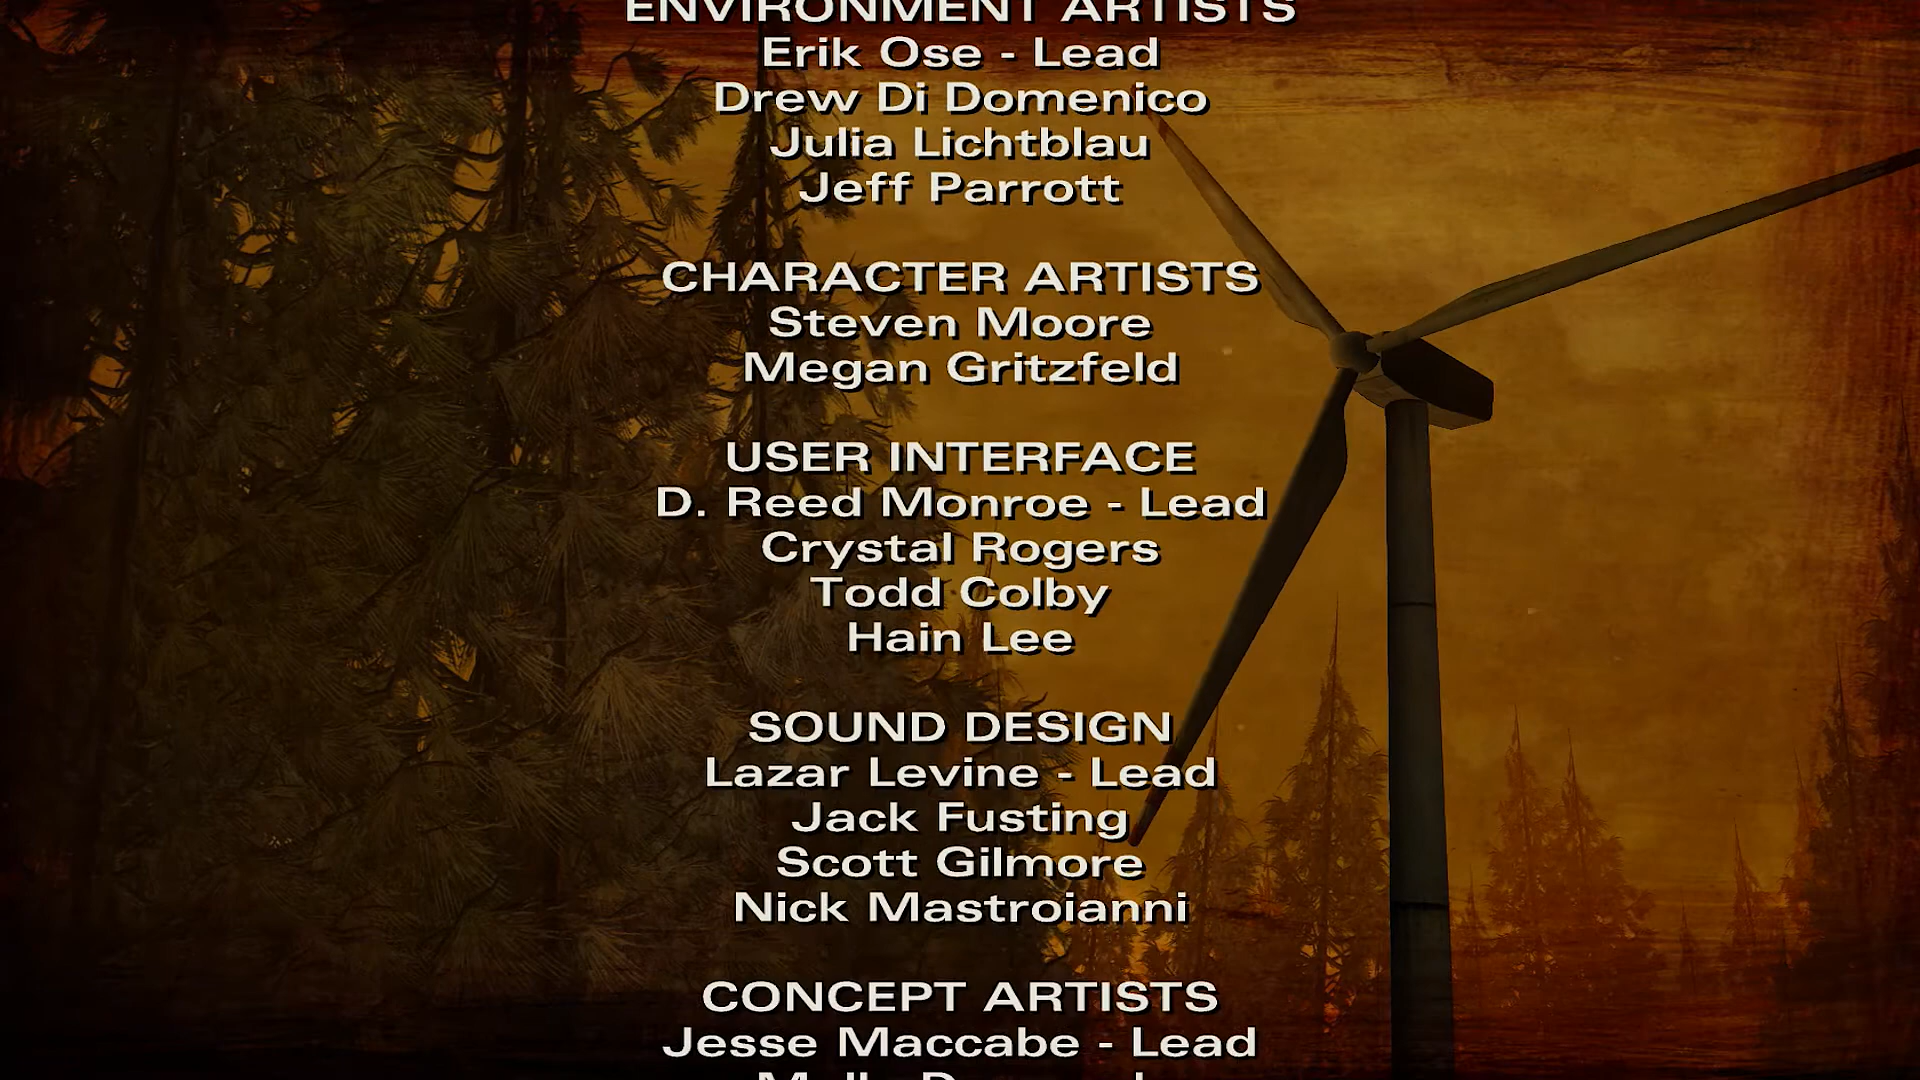 ENVIRONMENT ARTISTS
Erik Ose - Lead
Drew Di Domenico
Julia Lichtblau
Jeff Parrott
CHARACTER ARTISTS
Steven Moore
Megan Gritzfeld
USER INTERFACE
D. Reed Monroe - Lead
Crystal Rogers
Todd Colby
Hain Lee
SOUND DESIGN
Lazar Levine - Lead
Jack Fusting
Scott Gilmore
Nick Mastroianni
CONCEPT ARTISTS
Jesse Maccabe - Lead